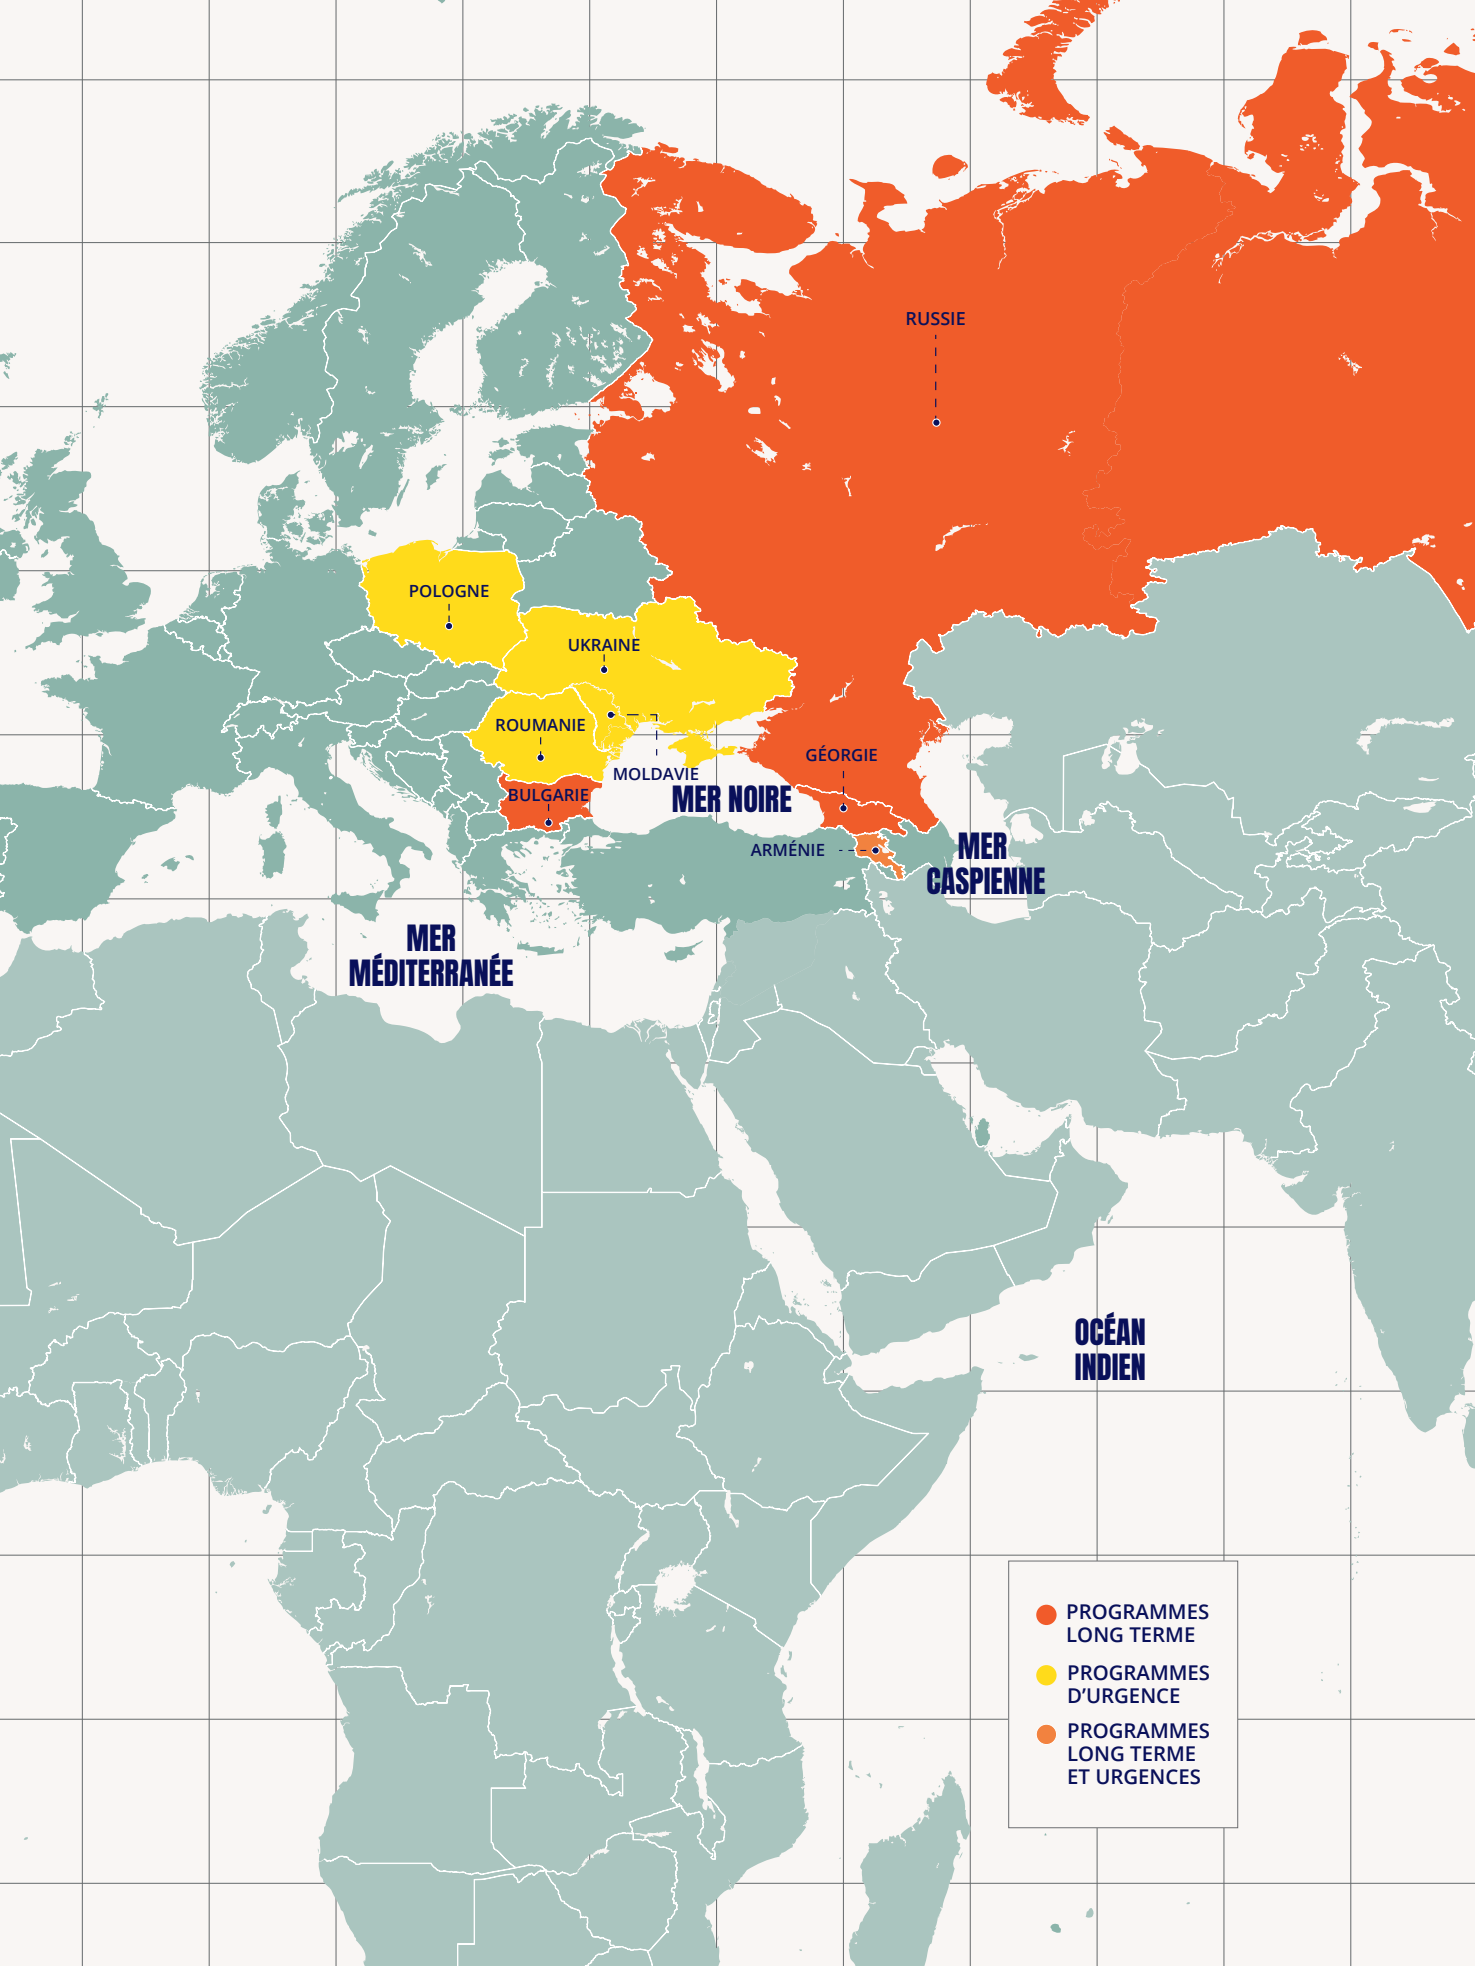 RUSSIE
POLOGNE
UKRAINE
ROUMANIE
GÉORGIE
MOLDAVIE
BULGARIE
MER NOIRE
ARMÉNIE
MER
CASPIENNE
MER
MÉDITERRANÉE
OCÉAN
INDIEN
PROGRAMMES
LONG TERME
PROGRAMMES
D'URGENCE
PROGRAMMES
LONG TERME
ET URGENCES